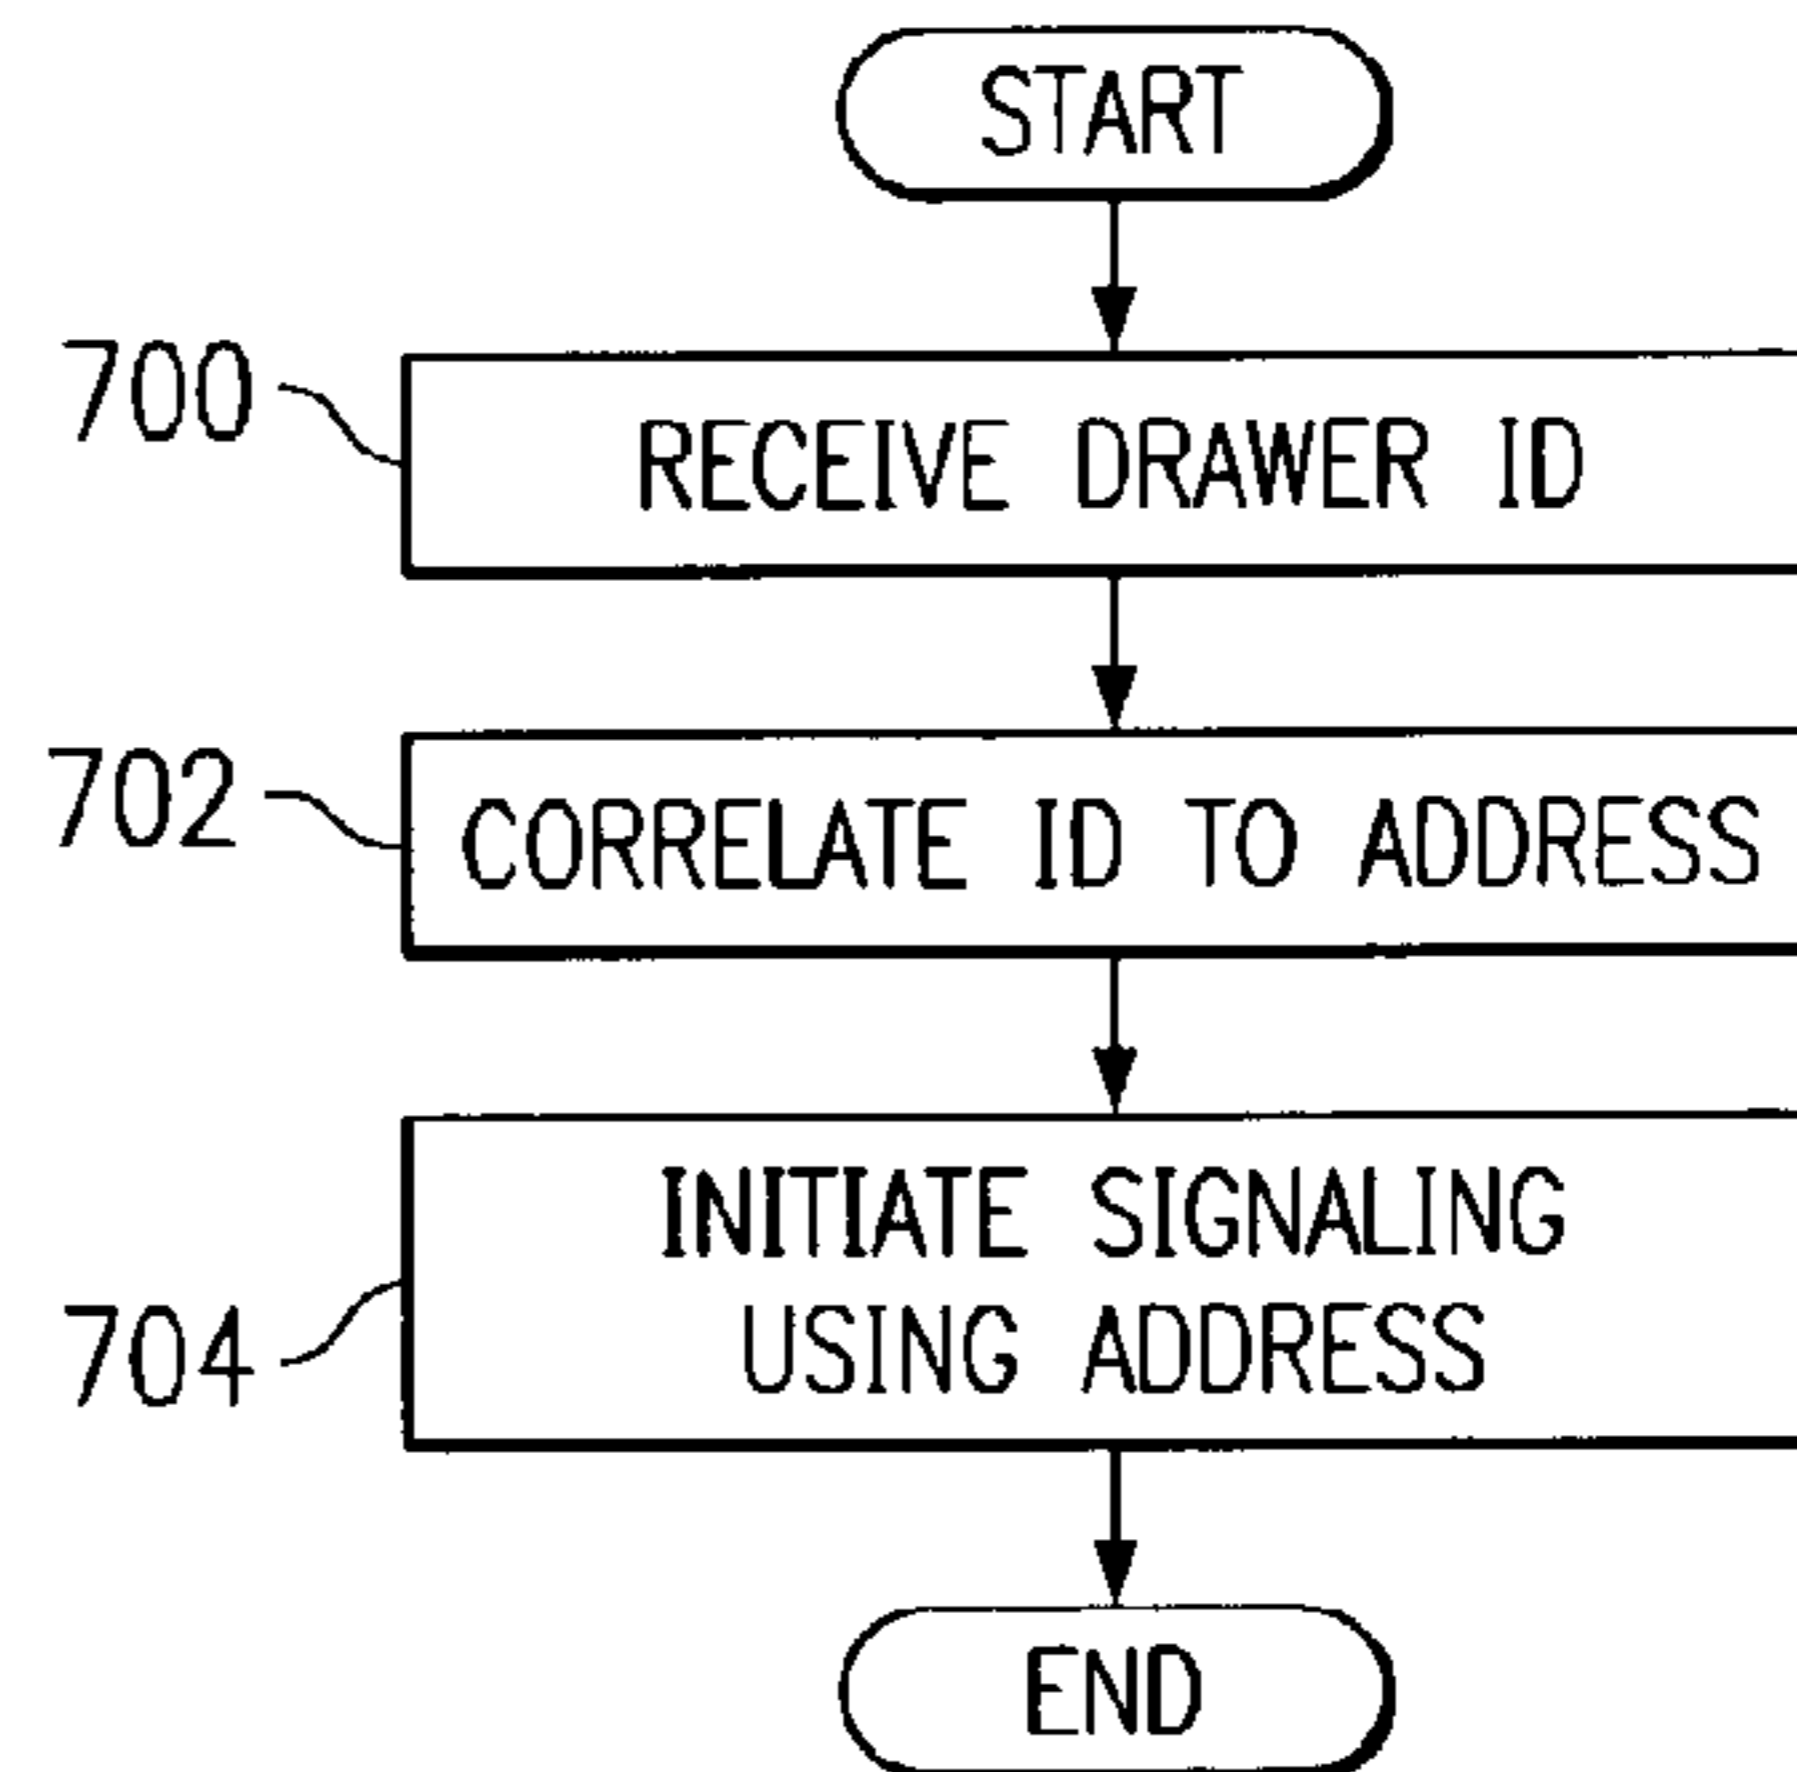 START
700
RECEIVE DRAWER ID
702
CORRELATE ID TO ADDRESS
INITIATE SIGNALING
USING ADDRESS
704
END